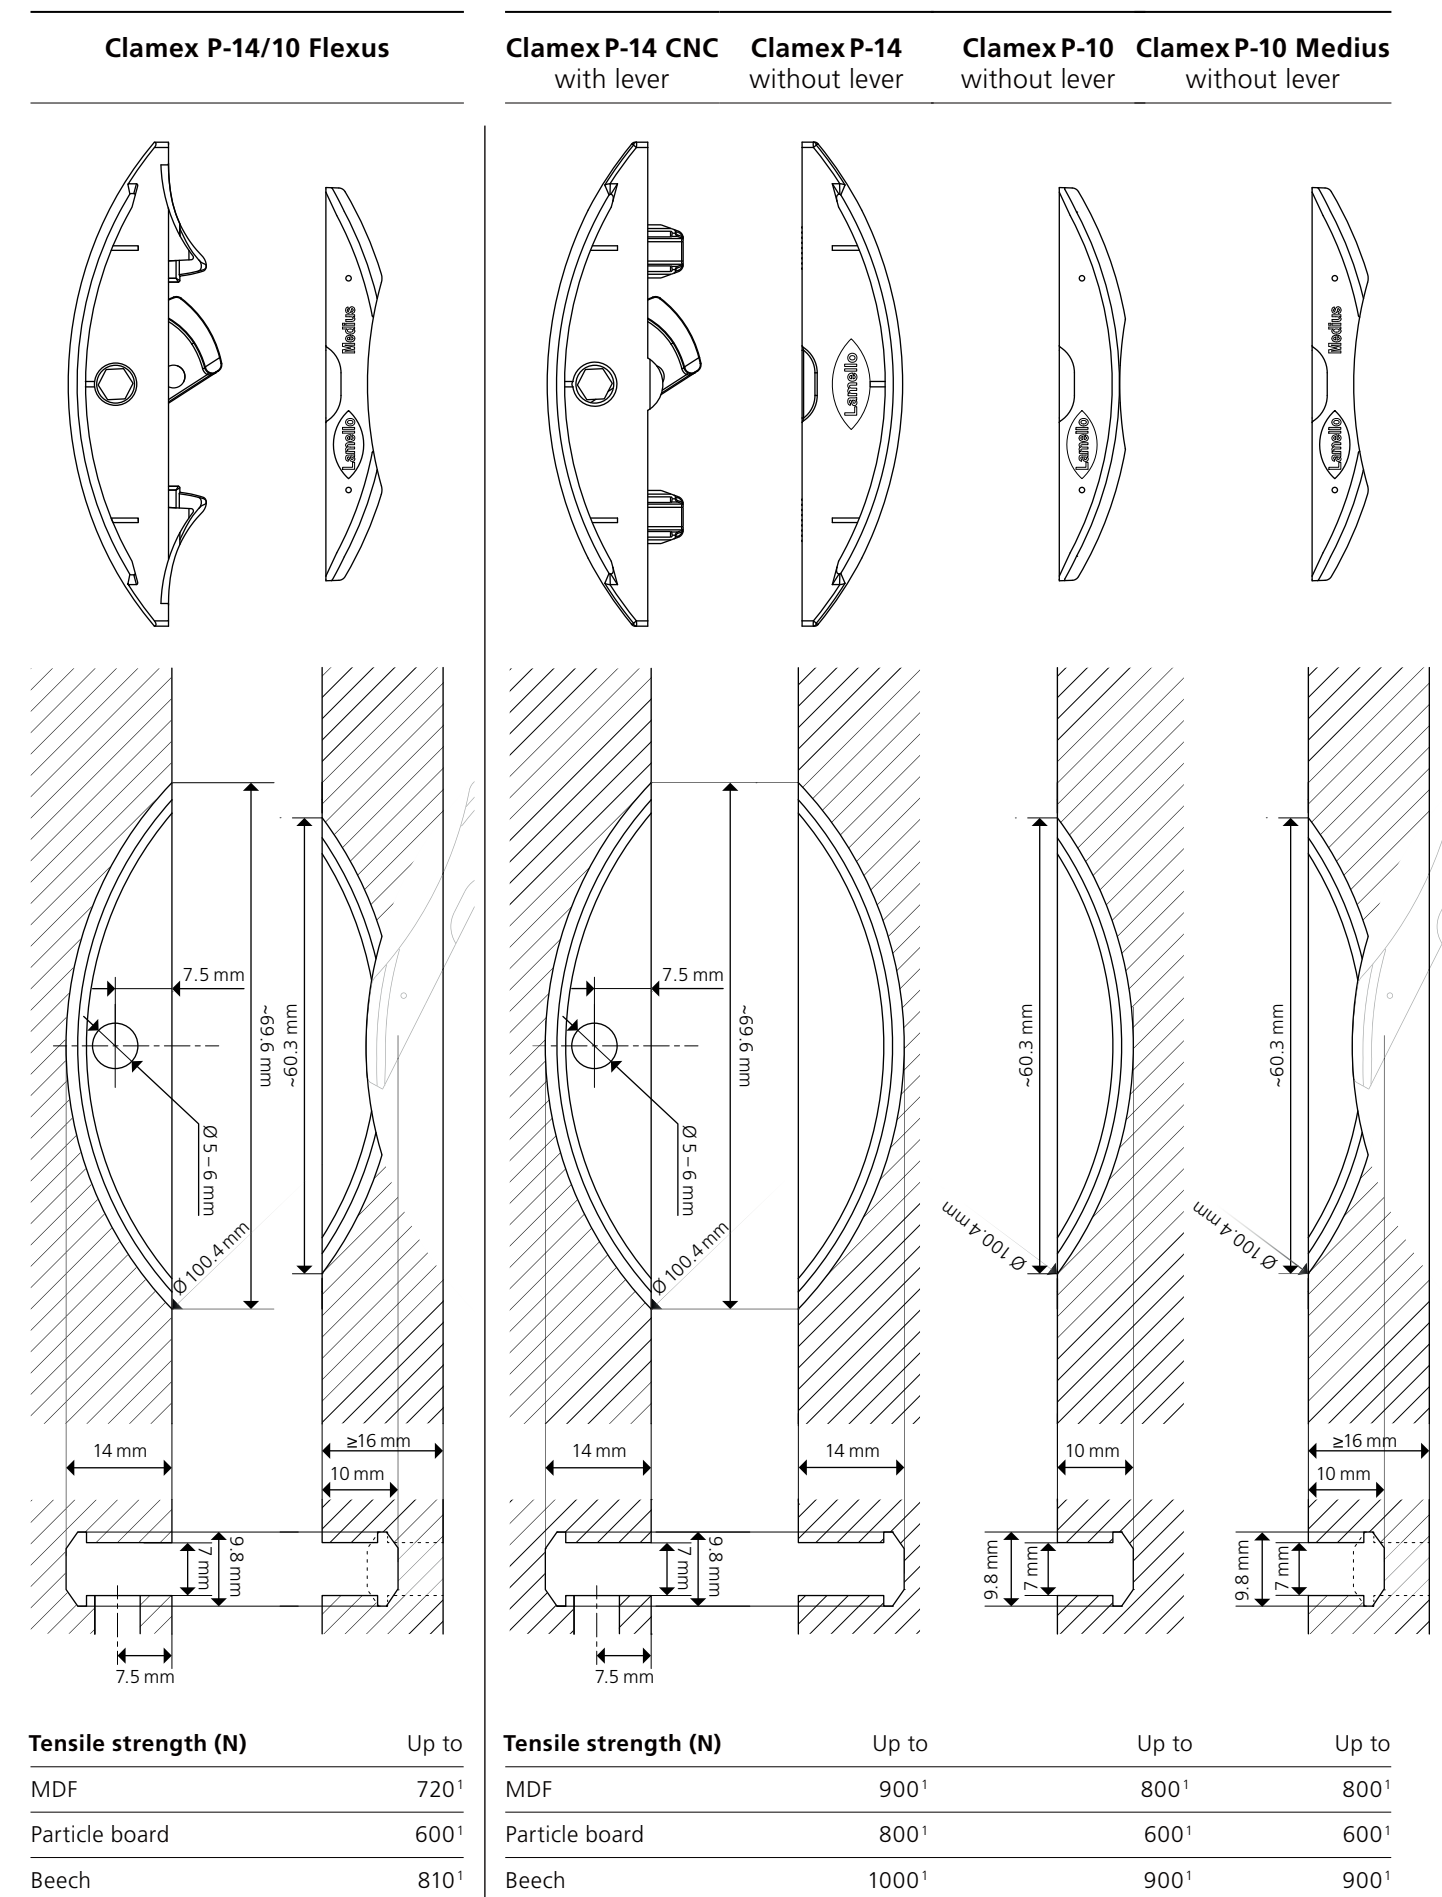 Clamex P-14/10 Flexus
Clamex P-14 CNC
with lever
Clamex P-14
without lever
Clamex P-10
without lever
Clamex P-10 Medius
without lever
Medius
Lamello
Lamello
Lamello
Medius
Lamello
7.5 mm
~69.6 mm
~60.3 mm
Ø 5 – 6 mm
Ø 100.4 mm
7.5 mm
~69.6 mm
Ø 5 – 6 mm
Ø 100.4 mm
~60.3 mm
Ø 100.4 mm
~60.3 mm
Ø 100.4 mm
14 mm
≥16 mm
10 mm
14 mm
14 mm
10 mm
≥16 mm
10 mm
7 mm
9.8 mm
7.5 mm
7 mm
9.8 mm
7.5 mm
9.8 mm
7 mm
9.8 mm
7 mm
Tensile strength (N) Up to
MDF 720¹
Particle board 600¹
Beech 810¹
Tensile strength (N) Up to Up to Up to
MDF 900¹ 800¹ 800¹
Particle board 800¹ 600¹ 600¹
Beech 1000¹ 900¹ 900¹